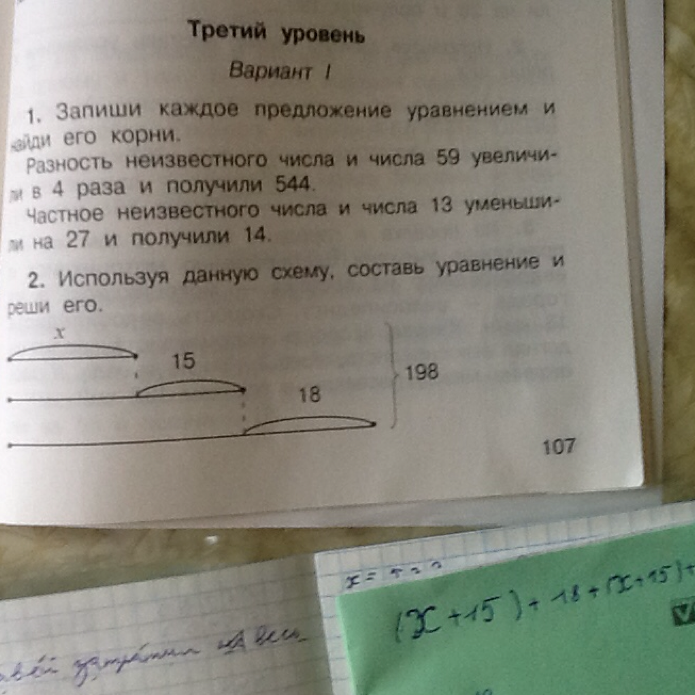 Третий уровень
Вариант I
1. Запиши каждое предложение уравнением и
найди его корни.
Разность неизвестного числа и числа 59 увеличи-
ли в 4 раза и получили 544.
Частное неизвестного числа и числа 13 уменьши-
ли на 27 и получили 14.
2. Используя данную схему, составь уравнение и
реши его.
x
15
18
198
107
x =
(x+15)+18+(x+15)+